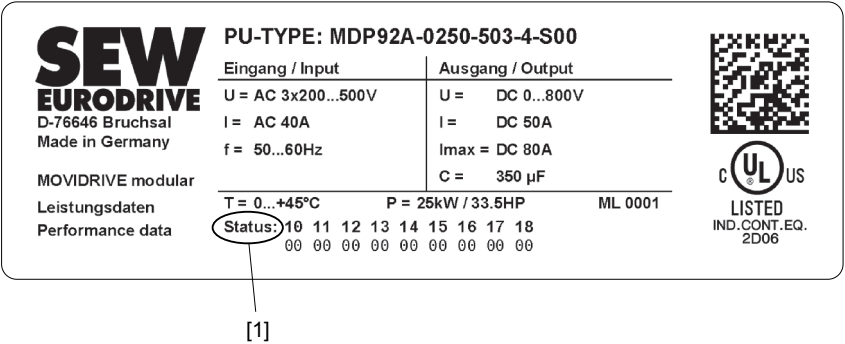 SEW
EURODRIVE
D-76646 Bruchsal
Made in Germany
MOVIDRIVE modular
Leistungsdaten
Performance data
PU-TYPE: MDP92A-0250-503-4-S00
Eingang / Input
U = AC 3x200...500V
I = AC 40A
f = 50...60Hz
Ausgang / Output
U = DC 0...800V
I = DC 50A
Imax = DC 80A
C = 350 µF
T = 0...+45°C P = 25kW / 33.5HP ML 0001
Status: 10 11 12 13 14 15 16 17 18
00 00 00 00 00 00 00 00 00
C UL US
LISTED
IND.CONT.EQ.
2D06
[1]